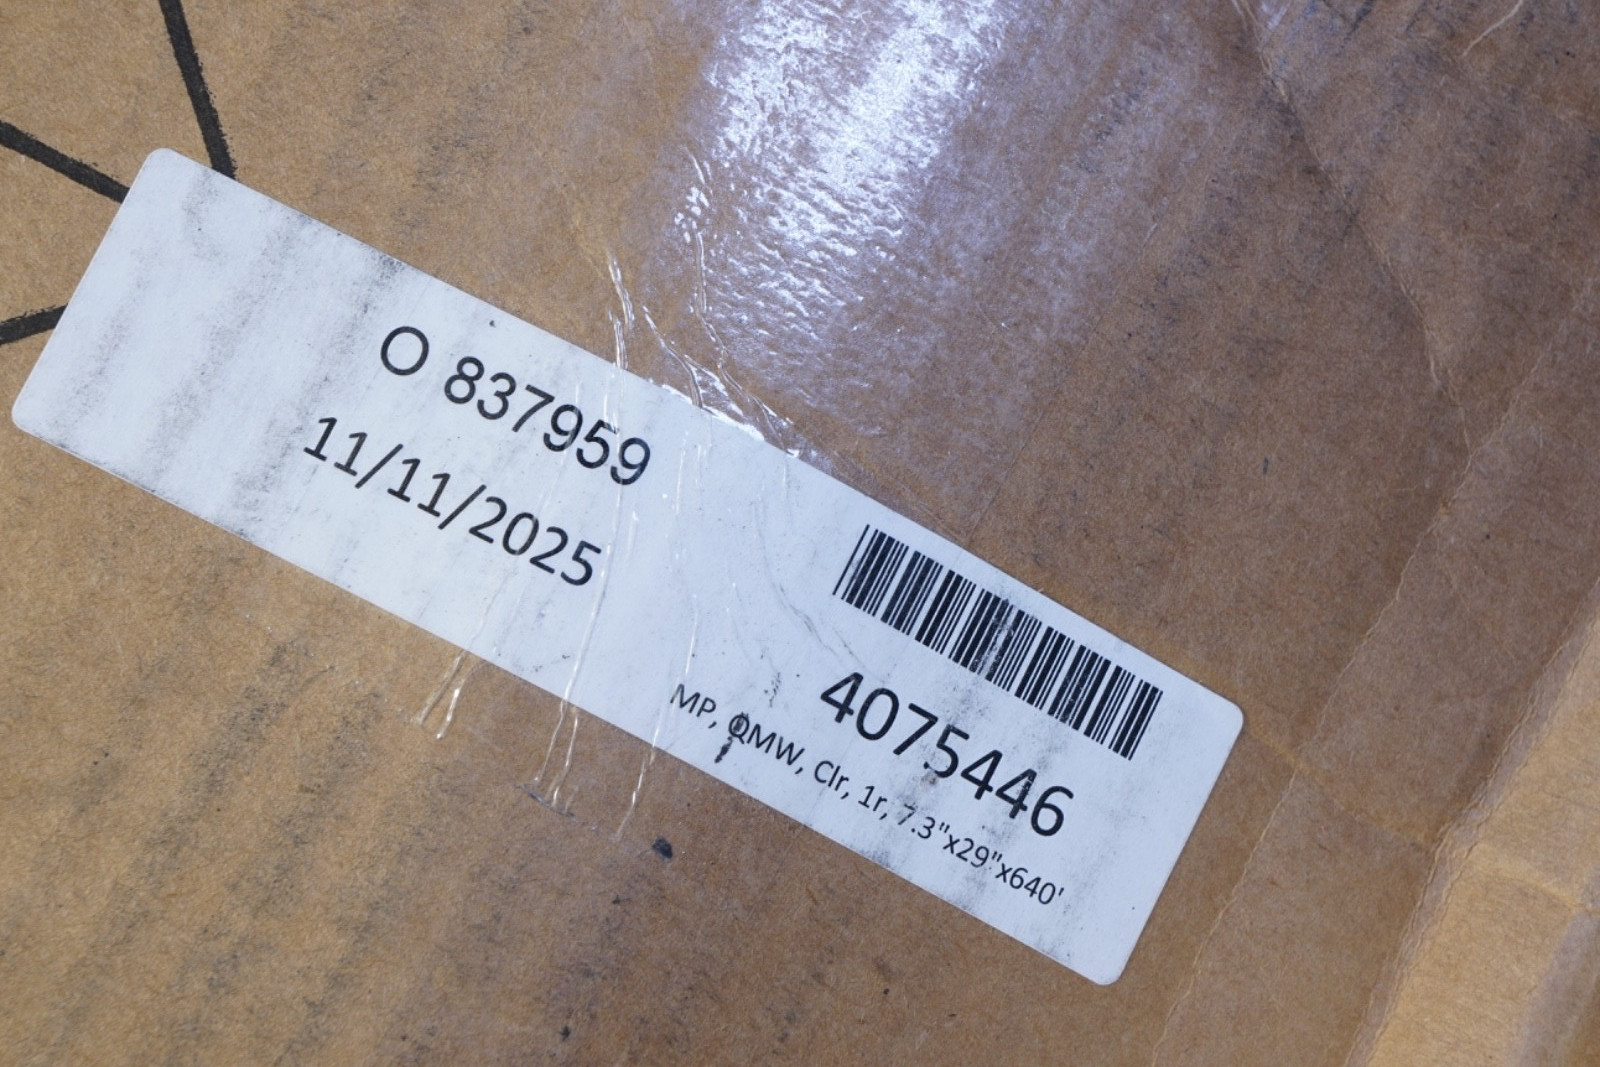 O 837959
11/11/2025
4075446
MP, QMW, Clr, 1r, 7.3"x29"x640'